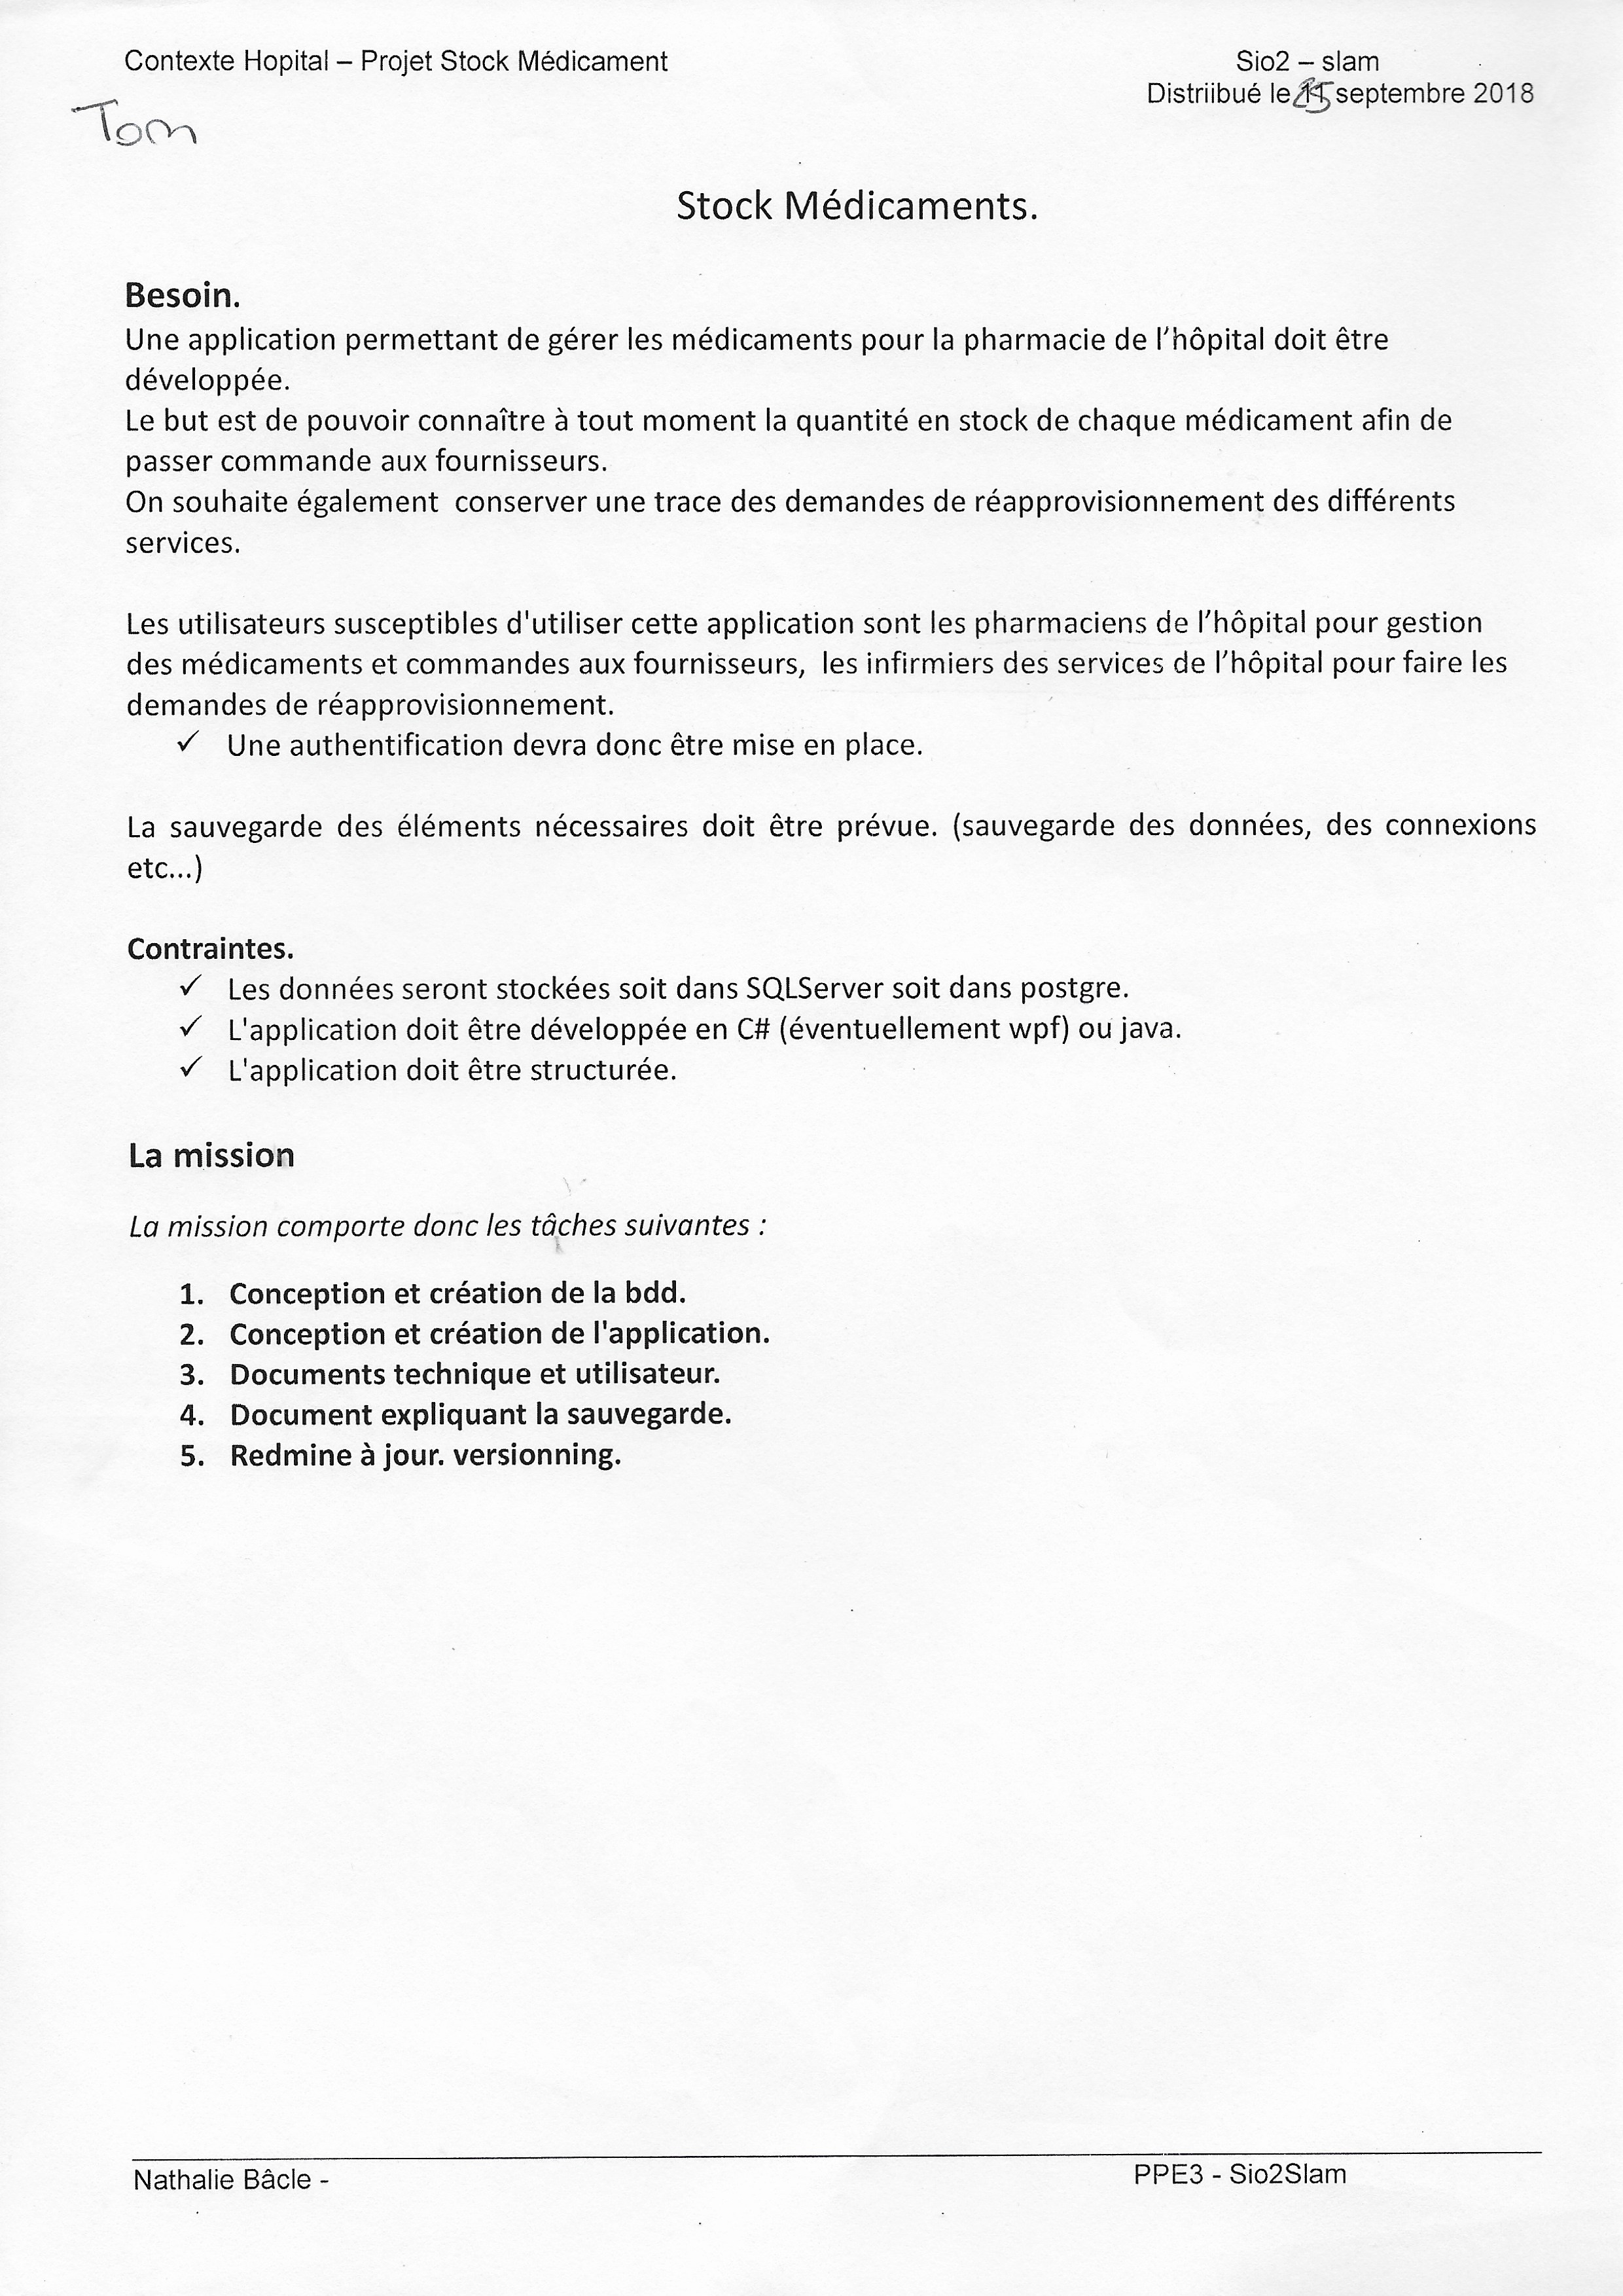 Contexte Hopital – Projet Stock Médicament
Sio2 – slam
Distriibué le septembre 2018
Tom
Stock Médicaments.
Besoin.
Une application permettant de gérer les médicaments pour la pharmacie de l’hôpital doit être
développée.
Le but est de pouvoir connaître à tout moment la quantité en stock de chaque médicament afin de
passer commande aux fournisseurs.
On souhaite également  conserver une trace des demandes de réapprovisionnement des différents
services.
Les utilisateurs susceptibles d'utiliser cette application sont les pharmaciens de l’hôpital pour gestion
des médicaments et commandes aux fournisseurs,  les infirmiers des services de l’hôpital pour faire les
demandes de réapprovisionnement.
✓ Une authentification devra donc être mise en place.
La sauvegarde des éléments nécessaires doit être prévue. (sauvegarde des données, des connexions
etc...)
Contraintes.
✓ Les données seront stockées soit dans SQLServer soit dans postgre.
✓ L'application doit être développée en C# (éventuellement wpf) ou java.
✓ L'application doit être structurée.
La mission
La mission comporte donc les tâches suivantes :
1. Conception et création de la bdd.
2. Conception et création de l'application.
3. Documents technique et utilisateur.
4. Document expliquant la sauvegarde.
5. Redmine à jour. versionning.
Nathalie Bâcle -
PPE3 - Sio2Slam